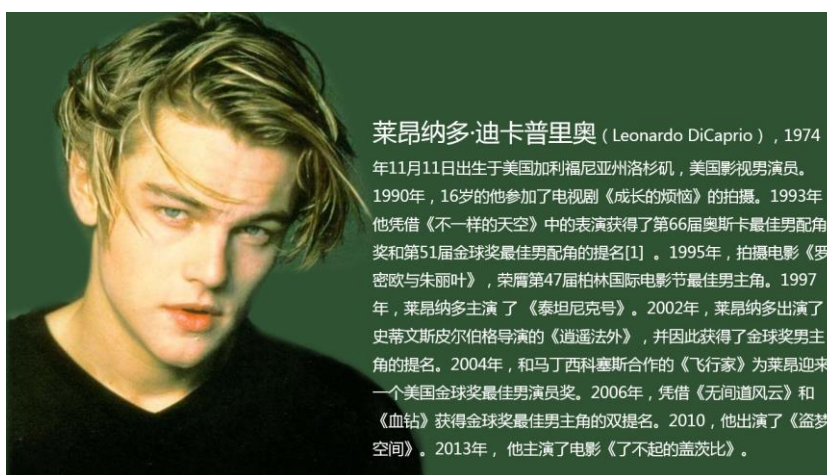 莱昂纳多·迪卡普里奥（Leonardo DiCaprio），1974
年11月11日出生于美国加利福尼亚州洛杉矶，美国影视男演员。
1990年，16岁的他参加了电视剧《成长的烦恼》的拍摄。1993年
他凭借《不一样的天空》中的表演获得了第66届奥斯卡最佳男配角
奖和第51届金球奖最佳男配角的提名[1] 。1995年，拍摄电影《罗
密欧与朱丽叶》，荣膺第47届柏林国际电影节最佳男主角。1997
年，莱昂纳多主演 了 《泰坦尼克号》。2002年，莱昂纳多出演了
史蒂文斯皮尔伯格导演的《逍遥法外》，并因此获得了金球奖男主
角的提名。2004年，和马丁西科塞斯合作的《飞行家》为莱昂迎来
一个美国金球奖最佳男演员奖。2006年，凭借《无间道风云》和
《血钻》获得金球奖最佳男主角的双提名。2010，他出演了《盗梦
空间》。2013年， 他主演了电影《了不起的盖茨比》。